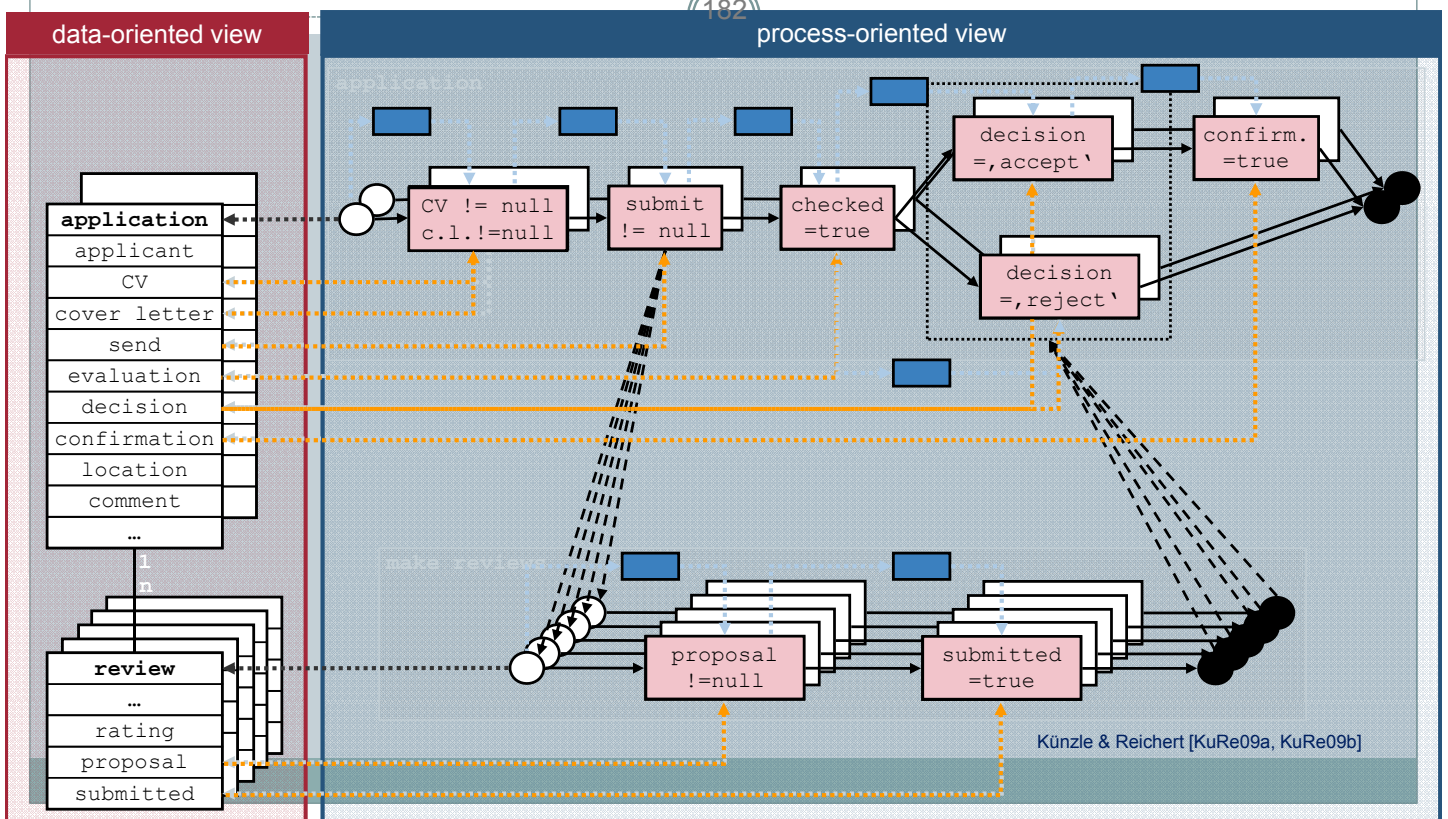 182
data-oriented view
process-oriented view
application
decision
=‚accept‘
confirm.
=true
CV != null
c.l.!=null
submit
!= null
checked
=true
decision
=‚reject‘
application
applicant
CV
cover letter
send
evaluation
decision
confirmation
location
comment
…
1
n
make reviews
review
…
rating
proposal
submitted
proposal
!=null
submitted
=true
Künzle & Reichert [KuRe09a, KuRe09b]